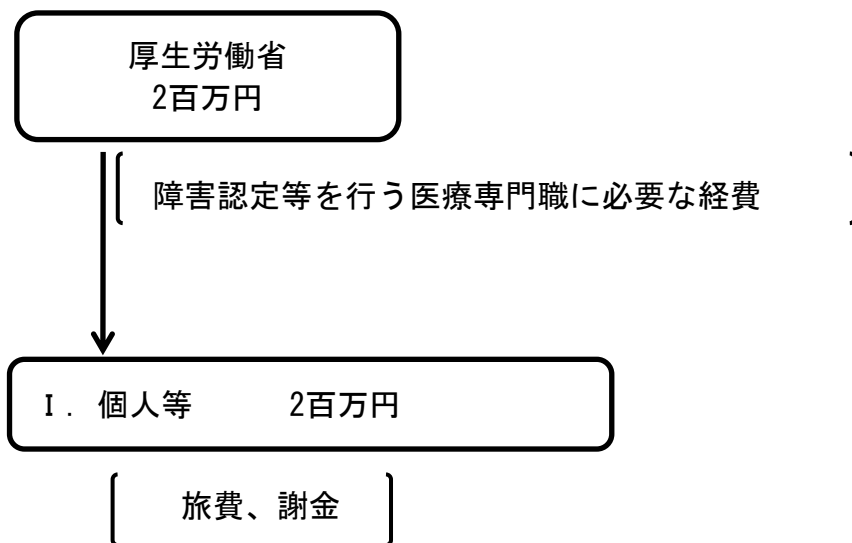 厚生労働省
2百万円
障害認定等を行う医療専門職に必要な経費
I．個人等　　　2百万円
旅費、謝金